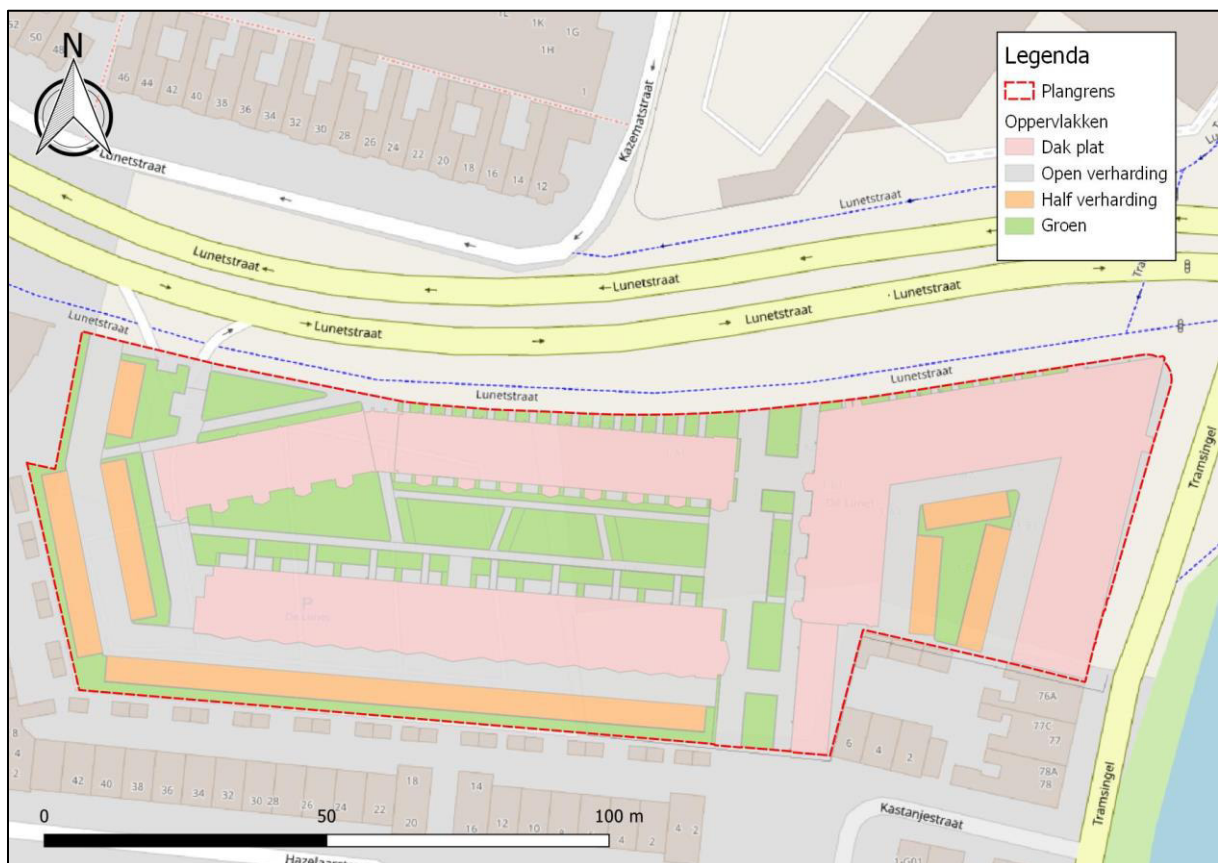 N
Legenda
Plangrens
Oppervlakken
Dak plat
Open verharding
Half verharding
Groen
52
50
48
46
44
42
40
38
36
34
32
30
28
26
24
22
20
18
16
14
12
1K
1G
1H
1
Kazematstraat
Lunetstraat
Lunetstraat
Lunetstraat
Lunetstraat
Lunetstraat
Lunetstraat
Lunetstraat
Lunetstraat
Lunetstraat
Lunetstraat
Lunetstraat
Tramsingel
P
76A
77C
77
78A
78
6
4
2
42
40
38
36
34
32
30
28
26
24
22
20
18
16
14
12
10
8
4
2
4
2
Kastanjestraat
Tramsingel
0
50
100 m
1-G01